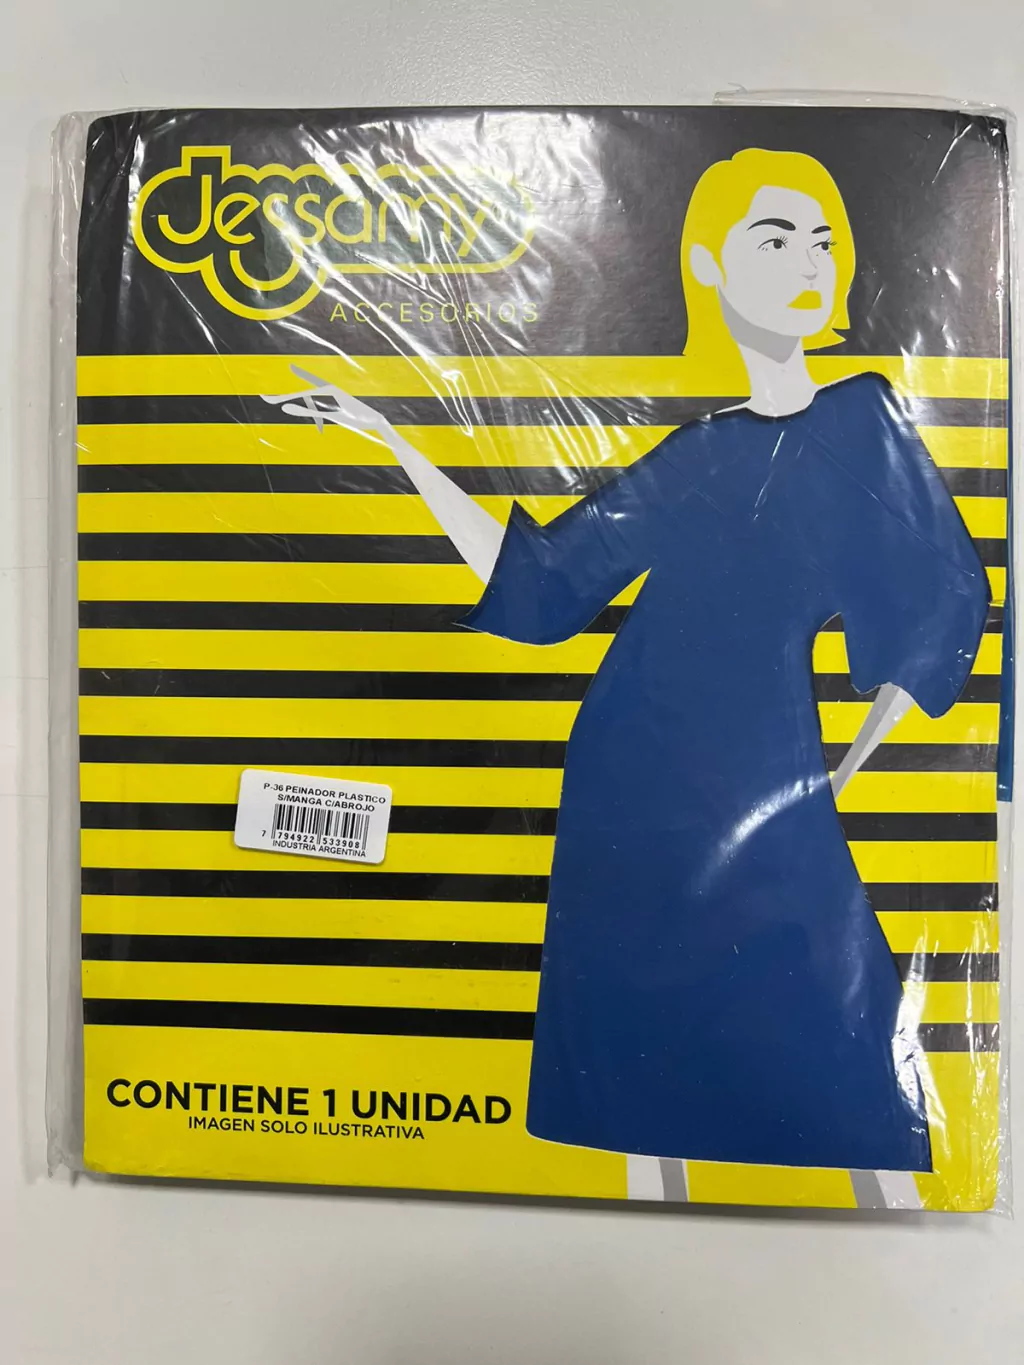 Jessamy
ACCESORIOS
P-36 PEINADOR PLASTICO
S/MANGA C/ABROJO
7 794922 533908
INDUSTRIA ARGENTINA
CONTIENE 1 UNIDAD
IMAGEN SOLO ILUSTRATIVA